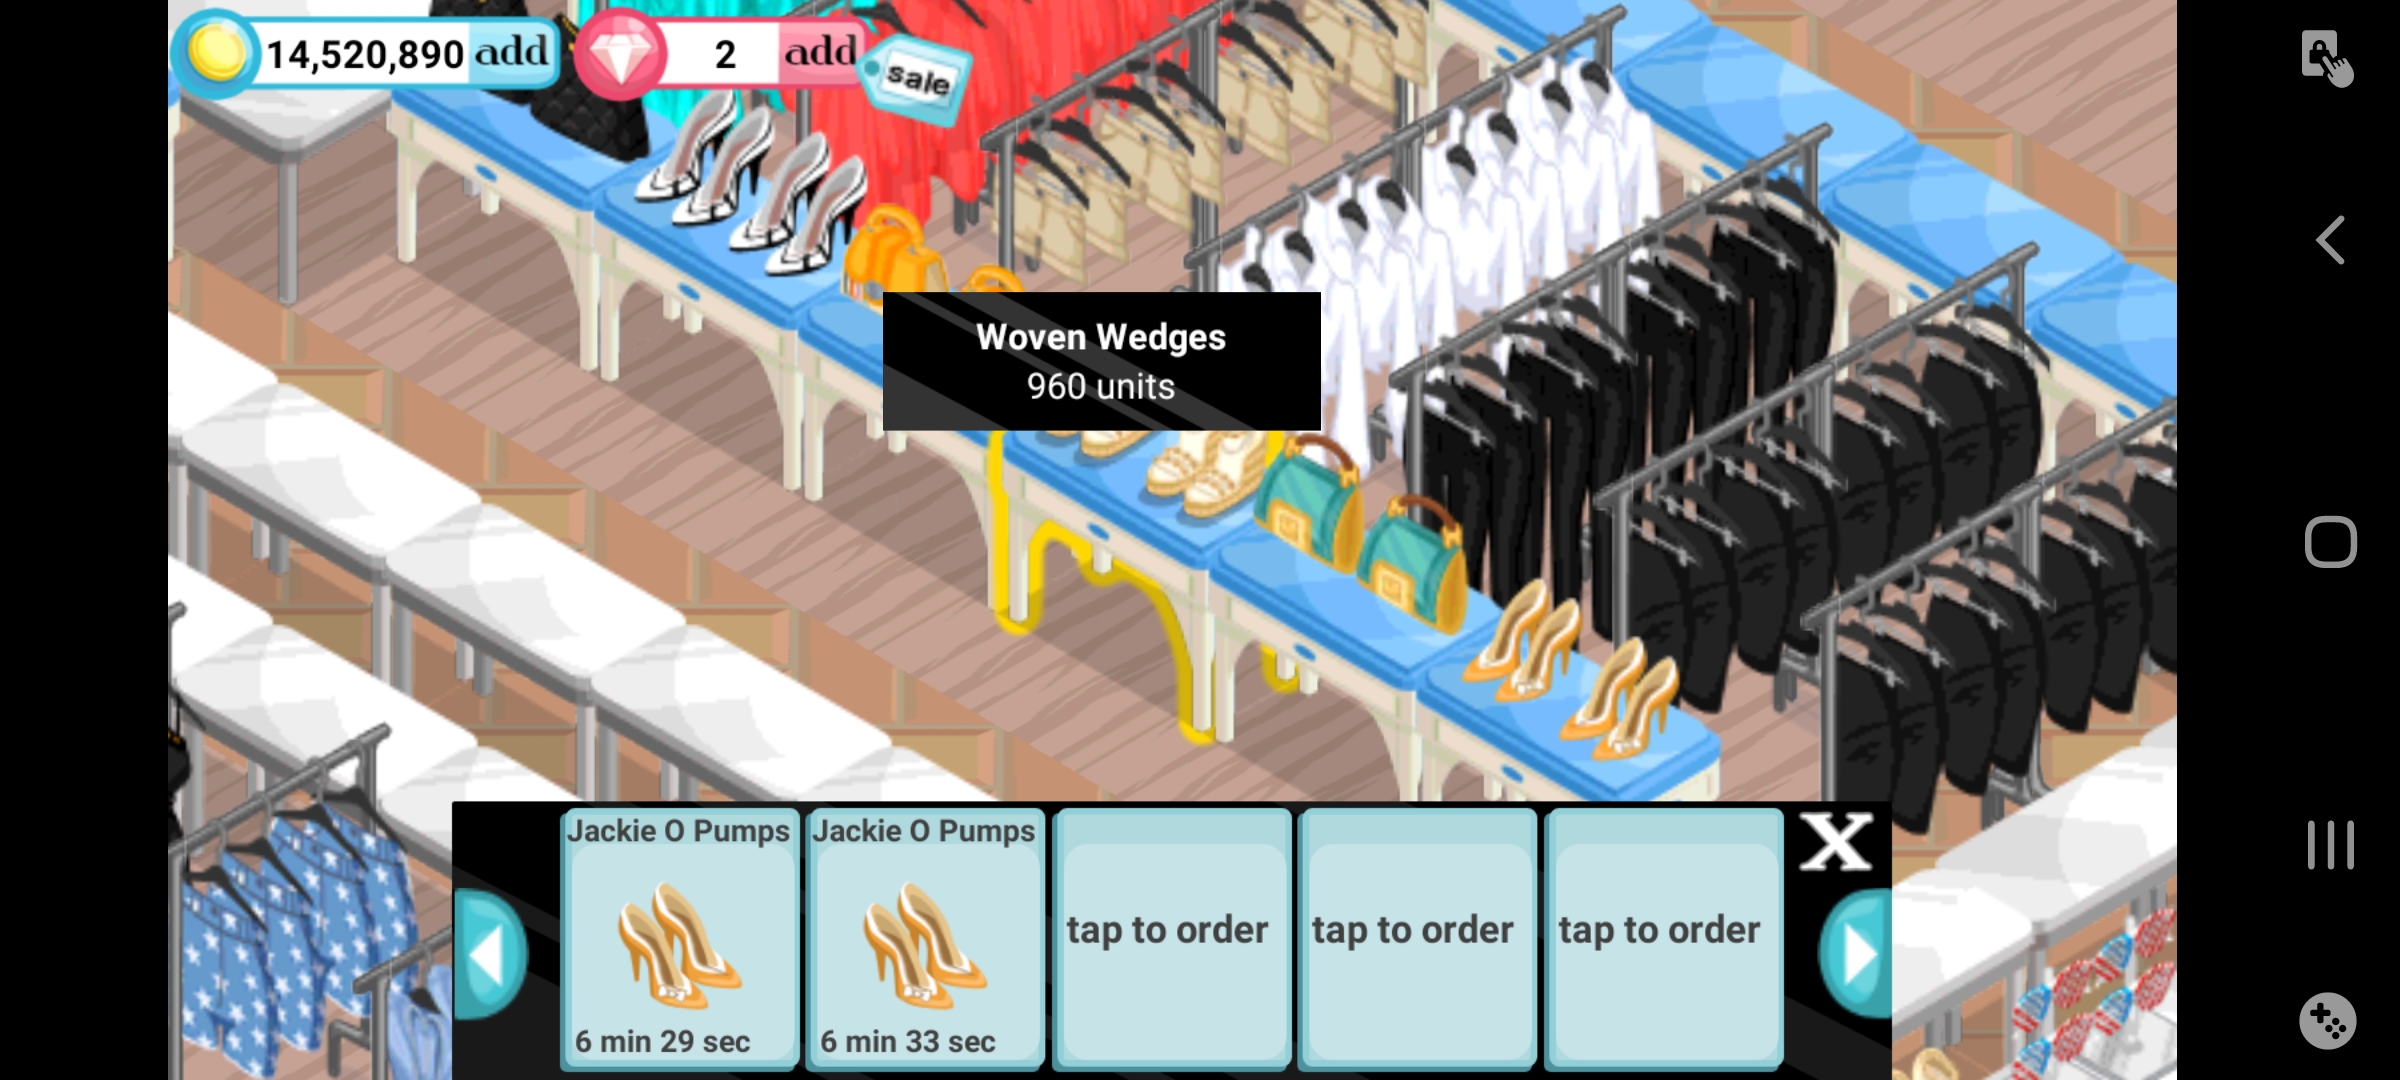 14,520,890 add
2 add
sale
Woven Wedges
960 units
Jackie O Pumps
6 min 29 sec
Jackie O Pumps
6 min 33 sec
tap to order
tap to order
tap to order
X